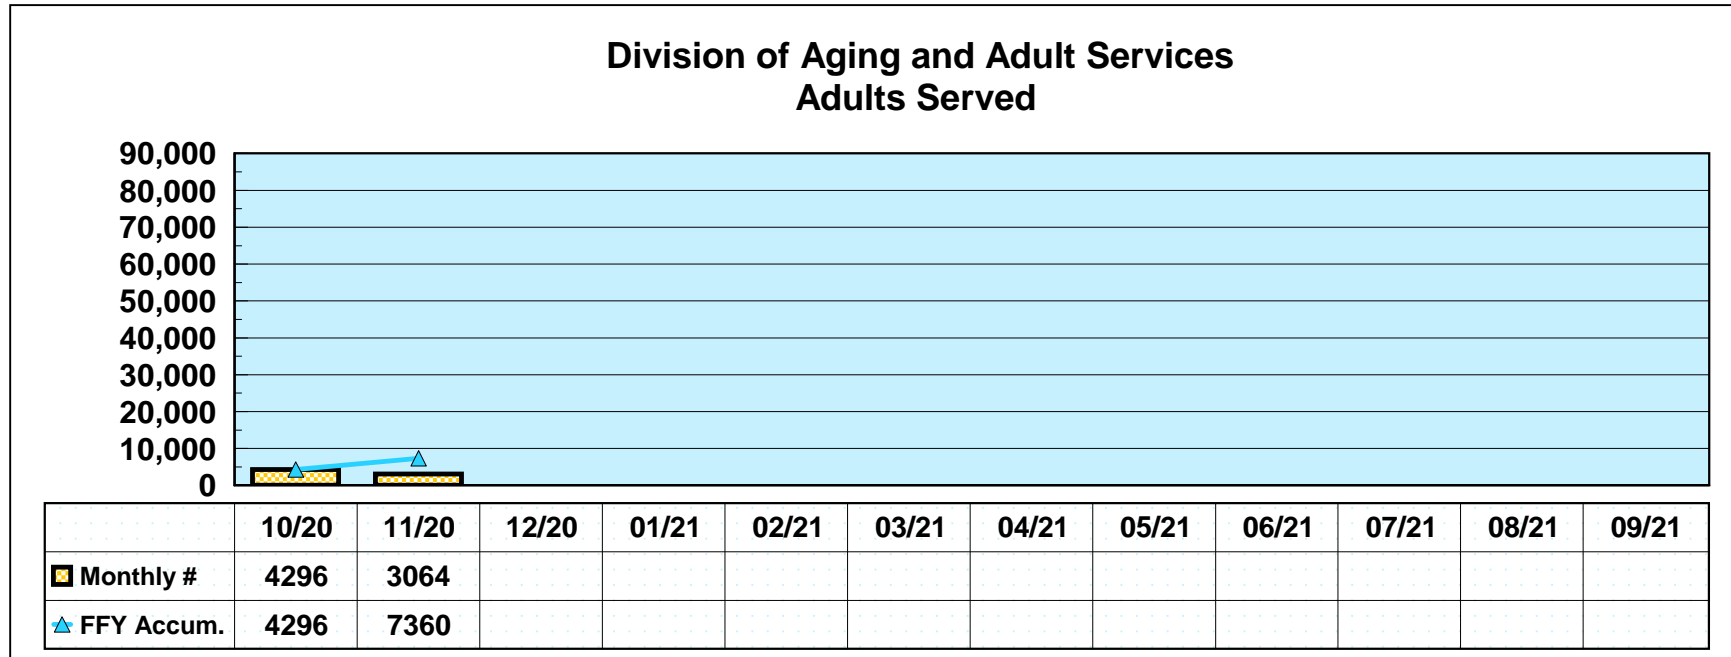 Division of Aging and Adult Services
Adults Served
90,000
80,000
70,000
60,000
50,000
40,000
30,000
20,000
10,000
0
10/20 11/20 12/20 01/21 02/21 03/21 04/21 05/21 06/21 07/21 08/21 09/21
Monthly # 4296 3064
FFY Accum. 4296 7360